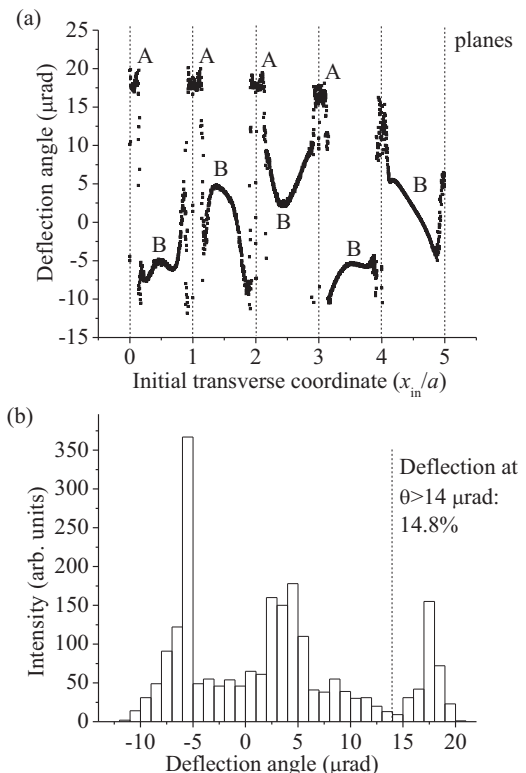 (a)
planes
A
A
A
A
B
B
B
B
B
25
20
15
10
5
0
-5
-10
-15
Deflection angle (μrad)
0
1
2
3
4
5
Initial transverse coordinate (x_in/a)
(b)
Deflection at
θ>14 μrad:
14.8%
350
300
250
200
150
100
50
0
Intensity (arb. units)
-10
-5
0
5
10
15
20
Deflection angle (μrad)